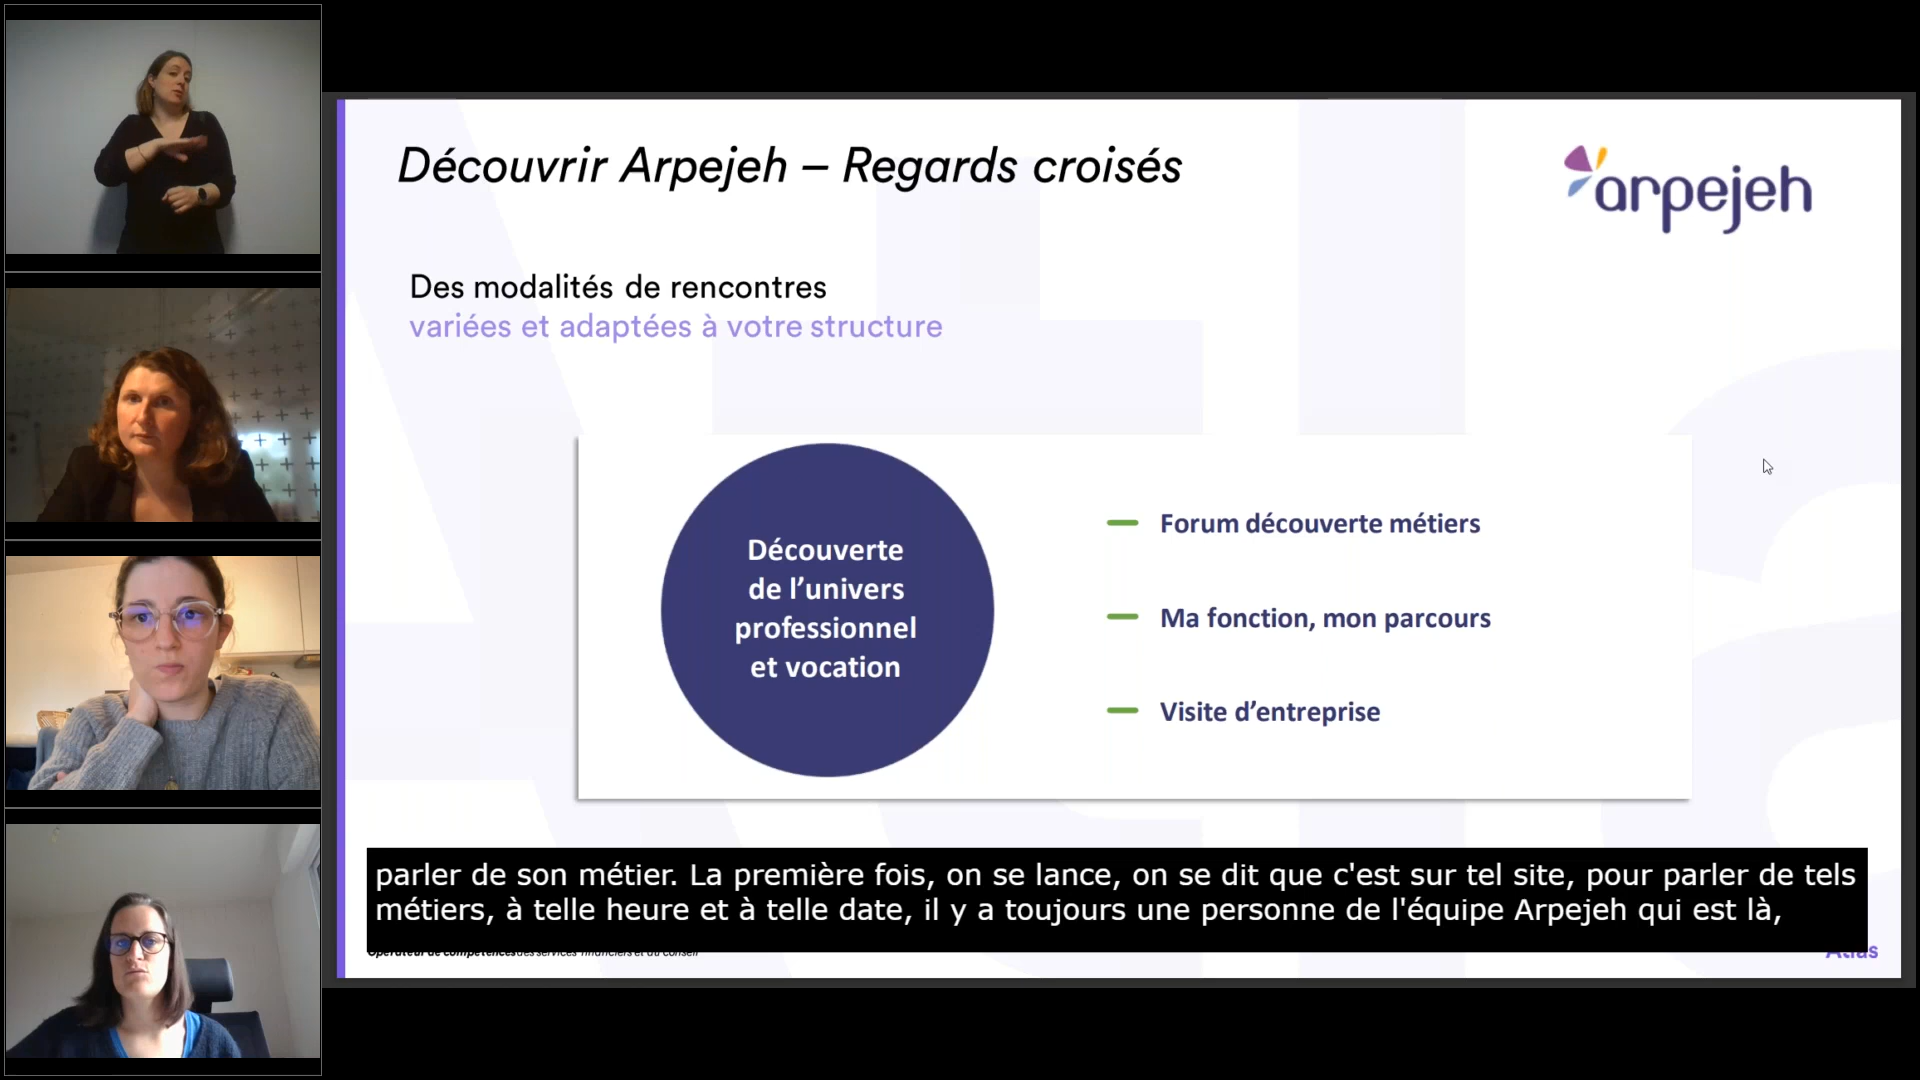 Découvrir Arpejeh – Regards croisés
arpejeh
Des modalités de rencontres
variées et adaptées à votre structure
Découverte
de l’univers
professionnel
et vocation
Forum découverte métiers
Ma fonction, mon parcours
Visite d’entreprise
parler de son métier. La première fois, on se lance, on se dit que c'est sur tel site, pour parler de tels
métiers, à telle heure et à telle date, il y a toujours une personne de l'équipe Arpejeh qui est là,
Opérateur de compétences des services financiers et du conseil
Atlas